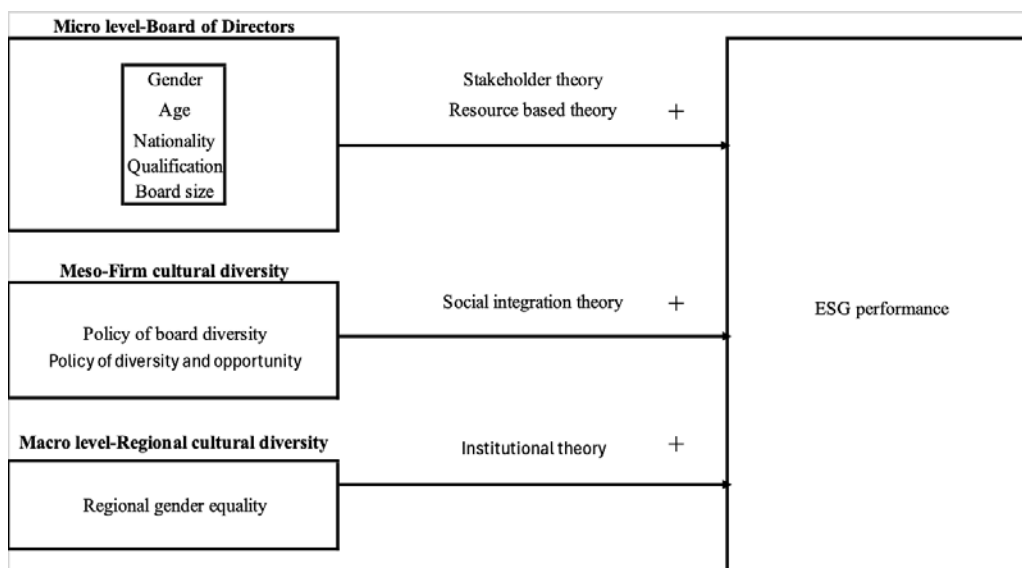 Micro level-Board of Directors
Gender
Age
Nationality
Qualification
Board size
Stakeholder theory
Resource based theory +
Meso-Firm cultural diversity
Policy of board diversity
Policy of diversity and opportunity
Social integration theory +
Macro level-Regional cultural diversity
Regional gender equality
Institutional theory +
ESG performance